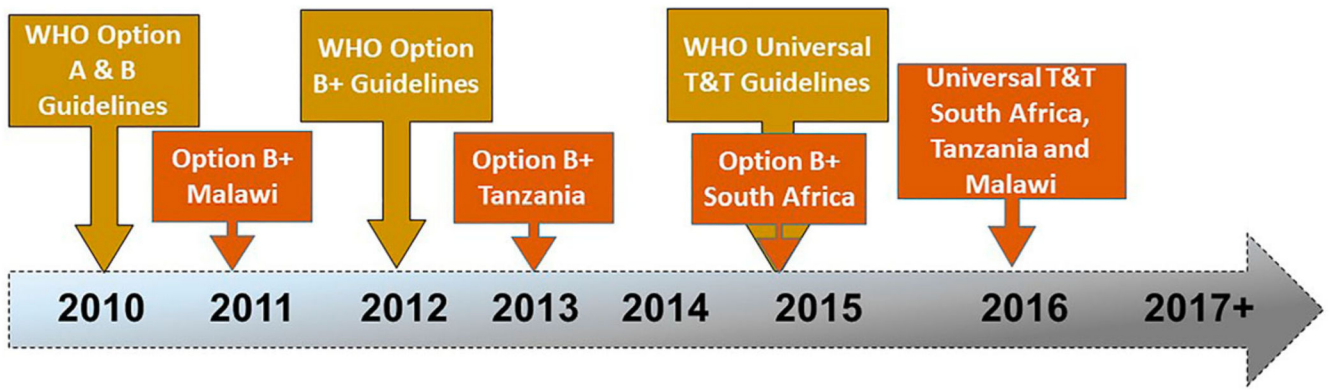 WHO Option
A & B
Guidelines
Option B+
Malawi
WHO Option
B+ Guidelines
Option B+
Tanzania
WHO Universal
T&T Guidelines
Option B+
South Africa
Universal T&T
South Africa,
Tanzania and
Malawi
2010 2011 2012 2013 2014 2015 2016 2017+